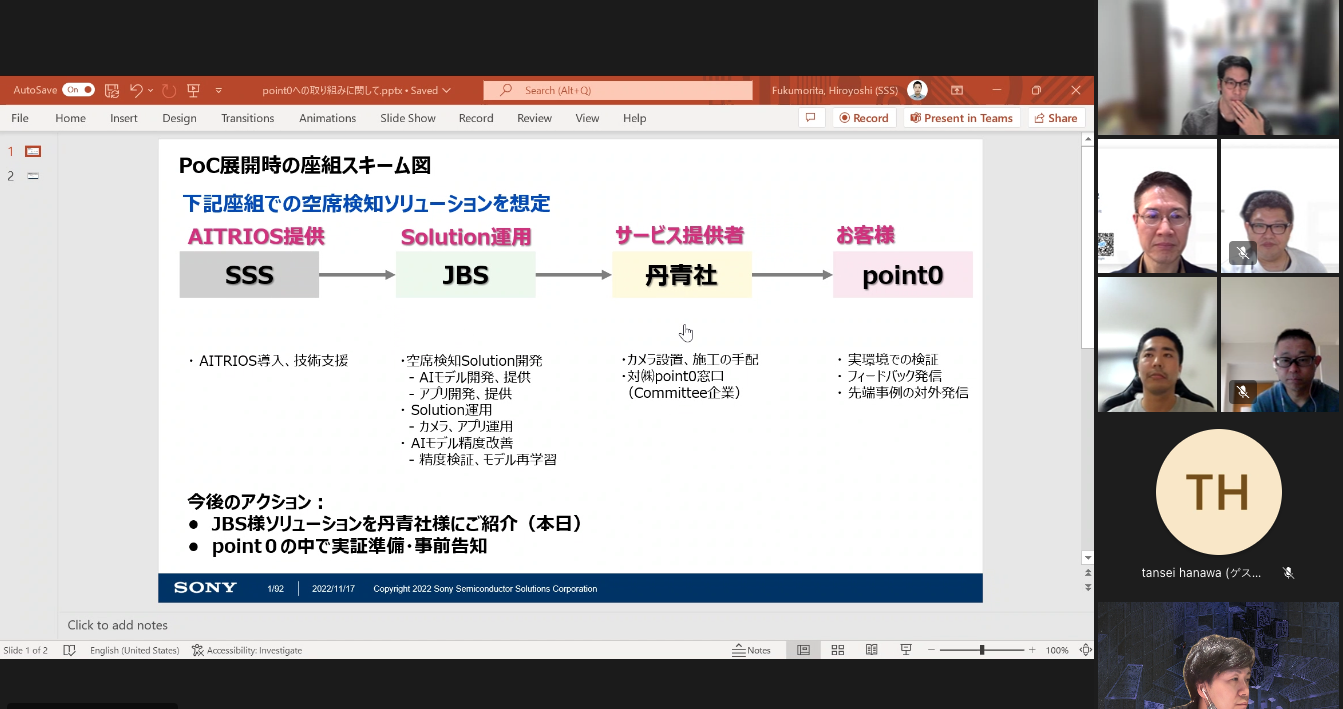 AutoSave On point0への取り組みに関して.pptx • Saved Search (Alt+Q) Fukumorita, Hiroyoshi (SSS)
File Home Insert Design Transitions Animations Slide Show Record Review View Help Record Present in Teams Share
1
2
PoC展開時の座組スキーム図
下記座組での空席検知ソリューションを想定
AITRIOS提供 Solution運用 サービス提供者 お客様
SSS JBS 丹青社 point0
・ AITRIOS導入、技術支援
・空席検知Solution開発
- AIモデル開発、提供
- アプリ開発、提供
・ Solution運用
- カメラ、アプリ運用
・ AIモデル精度改善
- 精度検証、モデル再学習
・カメラ設置、施工の手配
・対㈱point0窓口
（Committee企業）
・ 実環境での検証
・ フィードバック発信
・ 先端事例の対外発信
今後のアクション：
● JBS様ソリューションを丹青社様にご紹介（本日）
● point０の中で実証準備・事前告知
SONY 1/92 2022/11/17 Copyright 2022 Sony Semiconductor Solutions Corporation
Click to add notes
Slide 1 of 2 English (United States) Accessibility: Investigate Notes 100%
TH
tansei hanawa (ゲス...